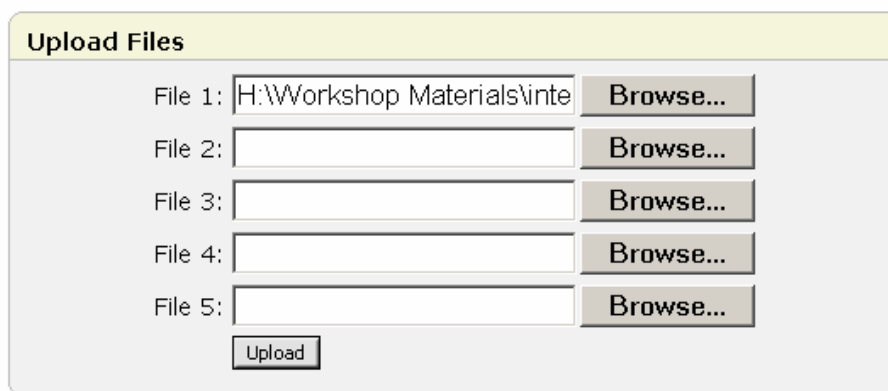 Upload Files
File 1: H:\Workshop Materials\inte Browse...
File 2: Browse...
File 3: Browse...
File 4: Browse...
File 5: Browse...
Upload